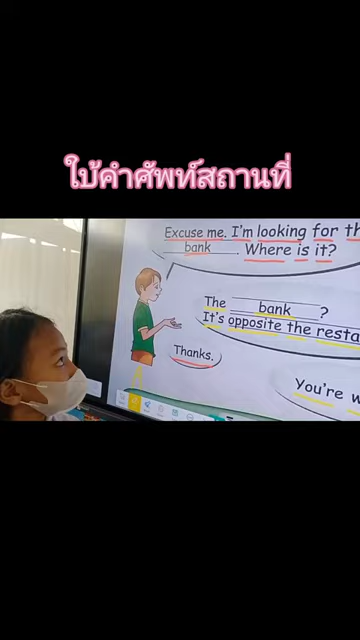 ใบ้คำศัพท์สถานที่
Excuse me. I'm looking for th
bank. Where is it?
The bank ?
It's opposite the resta
Thanks.
You're w